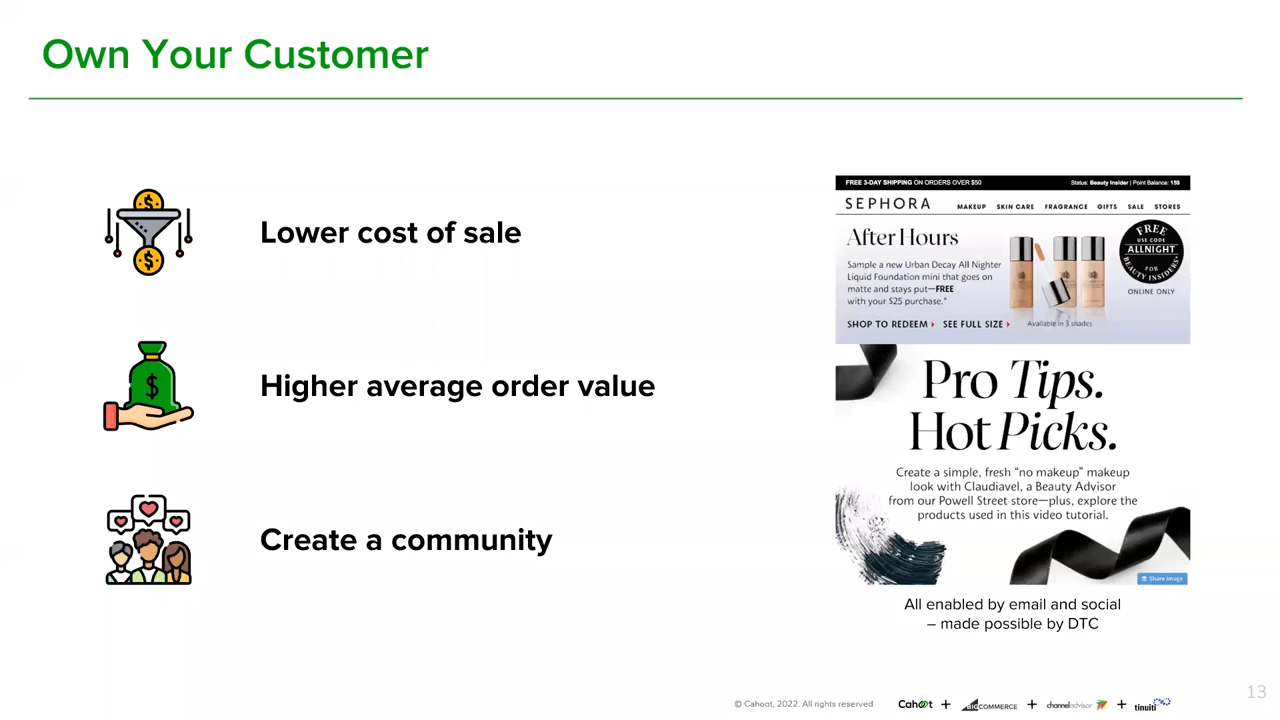 Own Your Customer
Lower cost of sale
Higher average order value
Create a community
FREE 3-DAY SHIPPING ON ORDERS OVER $50
Status: Beauty Insider | Point Balance: 159
SEPHORA
MAKEUP SKIN CARE FRAGRANCE GIFTS SALE STORES
After Hours
Sample a new Urban Decay All Nighter
Liquid Foundation mini that goes on
matte and stays put—FREE
with your $25 purchase.*
SHOP TO REDEEM SEE FULL SIZE
Available in 3 shades
FREE
USE CODE
ALLNIGHT
FOR
BEAUTY INSIDERS*
ONLINE ONLY
Pro Tips.
Hot Picks.
Create a simple, fresh “no makeup” makeup
look with Claudiavel, a Beauty Advisor
from our Powell Street store—plus, explore the
products used in this video tutorial.
Share image
All enabled by email and social
– made possible by DTC
© Cahoot, 2022. All rights reserved
Cahoot + BIGCOMMERCE + channeladvisor + tinuiti
13